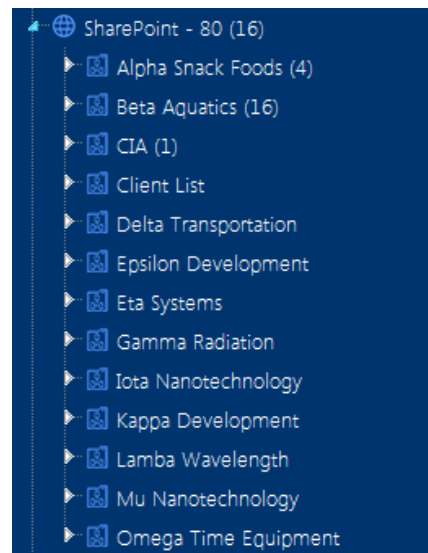 SharePoint - 80 (16)
Alpha Snack Foods (4)
Beta Aquatics (16)
CIA (1)
Client List
Delta Transportation
Epsilon Development
Eta Systems
Gamma Radiation
Iota Nanotechnology
Kappa Development
Lamba Wavelength
Mu Nanotechnology
Omega Time Equipment